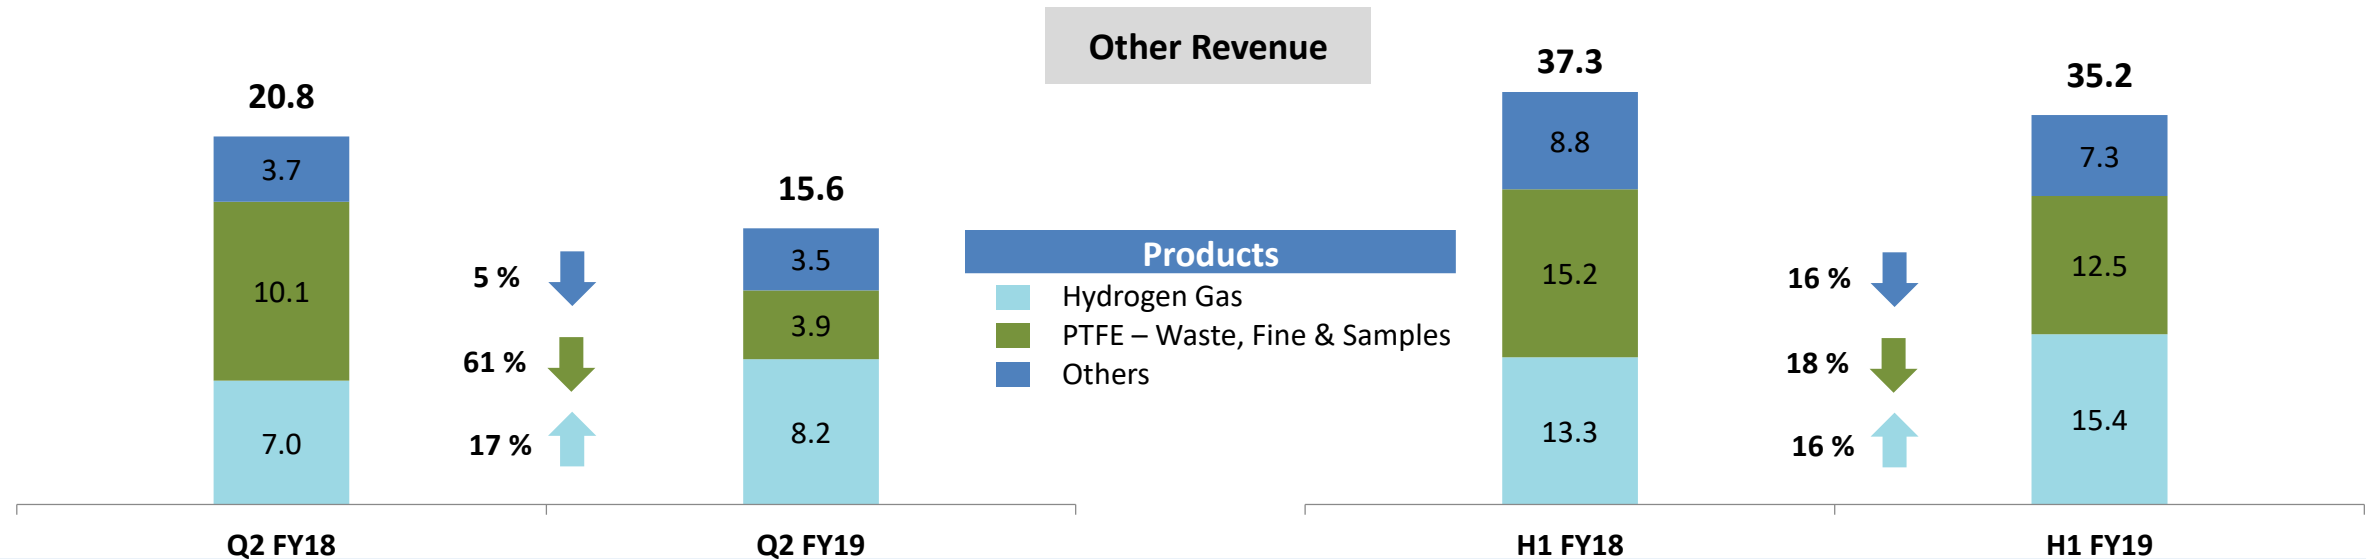 Other Revenue
20.8
3.7
10.1
7.0
5 %
61 %
17 %
15.6
3.5
3.9
8.2
Q2 FY18
Q2 FY19
Products
Hydrogen Gas
PTFE – Waste, Fine & Samples
Others
37.3
8.8
15.2
13.3
16 %
18 %
16 %
35.2
7.3
12.5
15.4
H1 FY18
H1 FY19